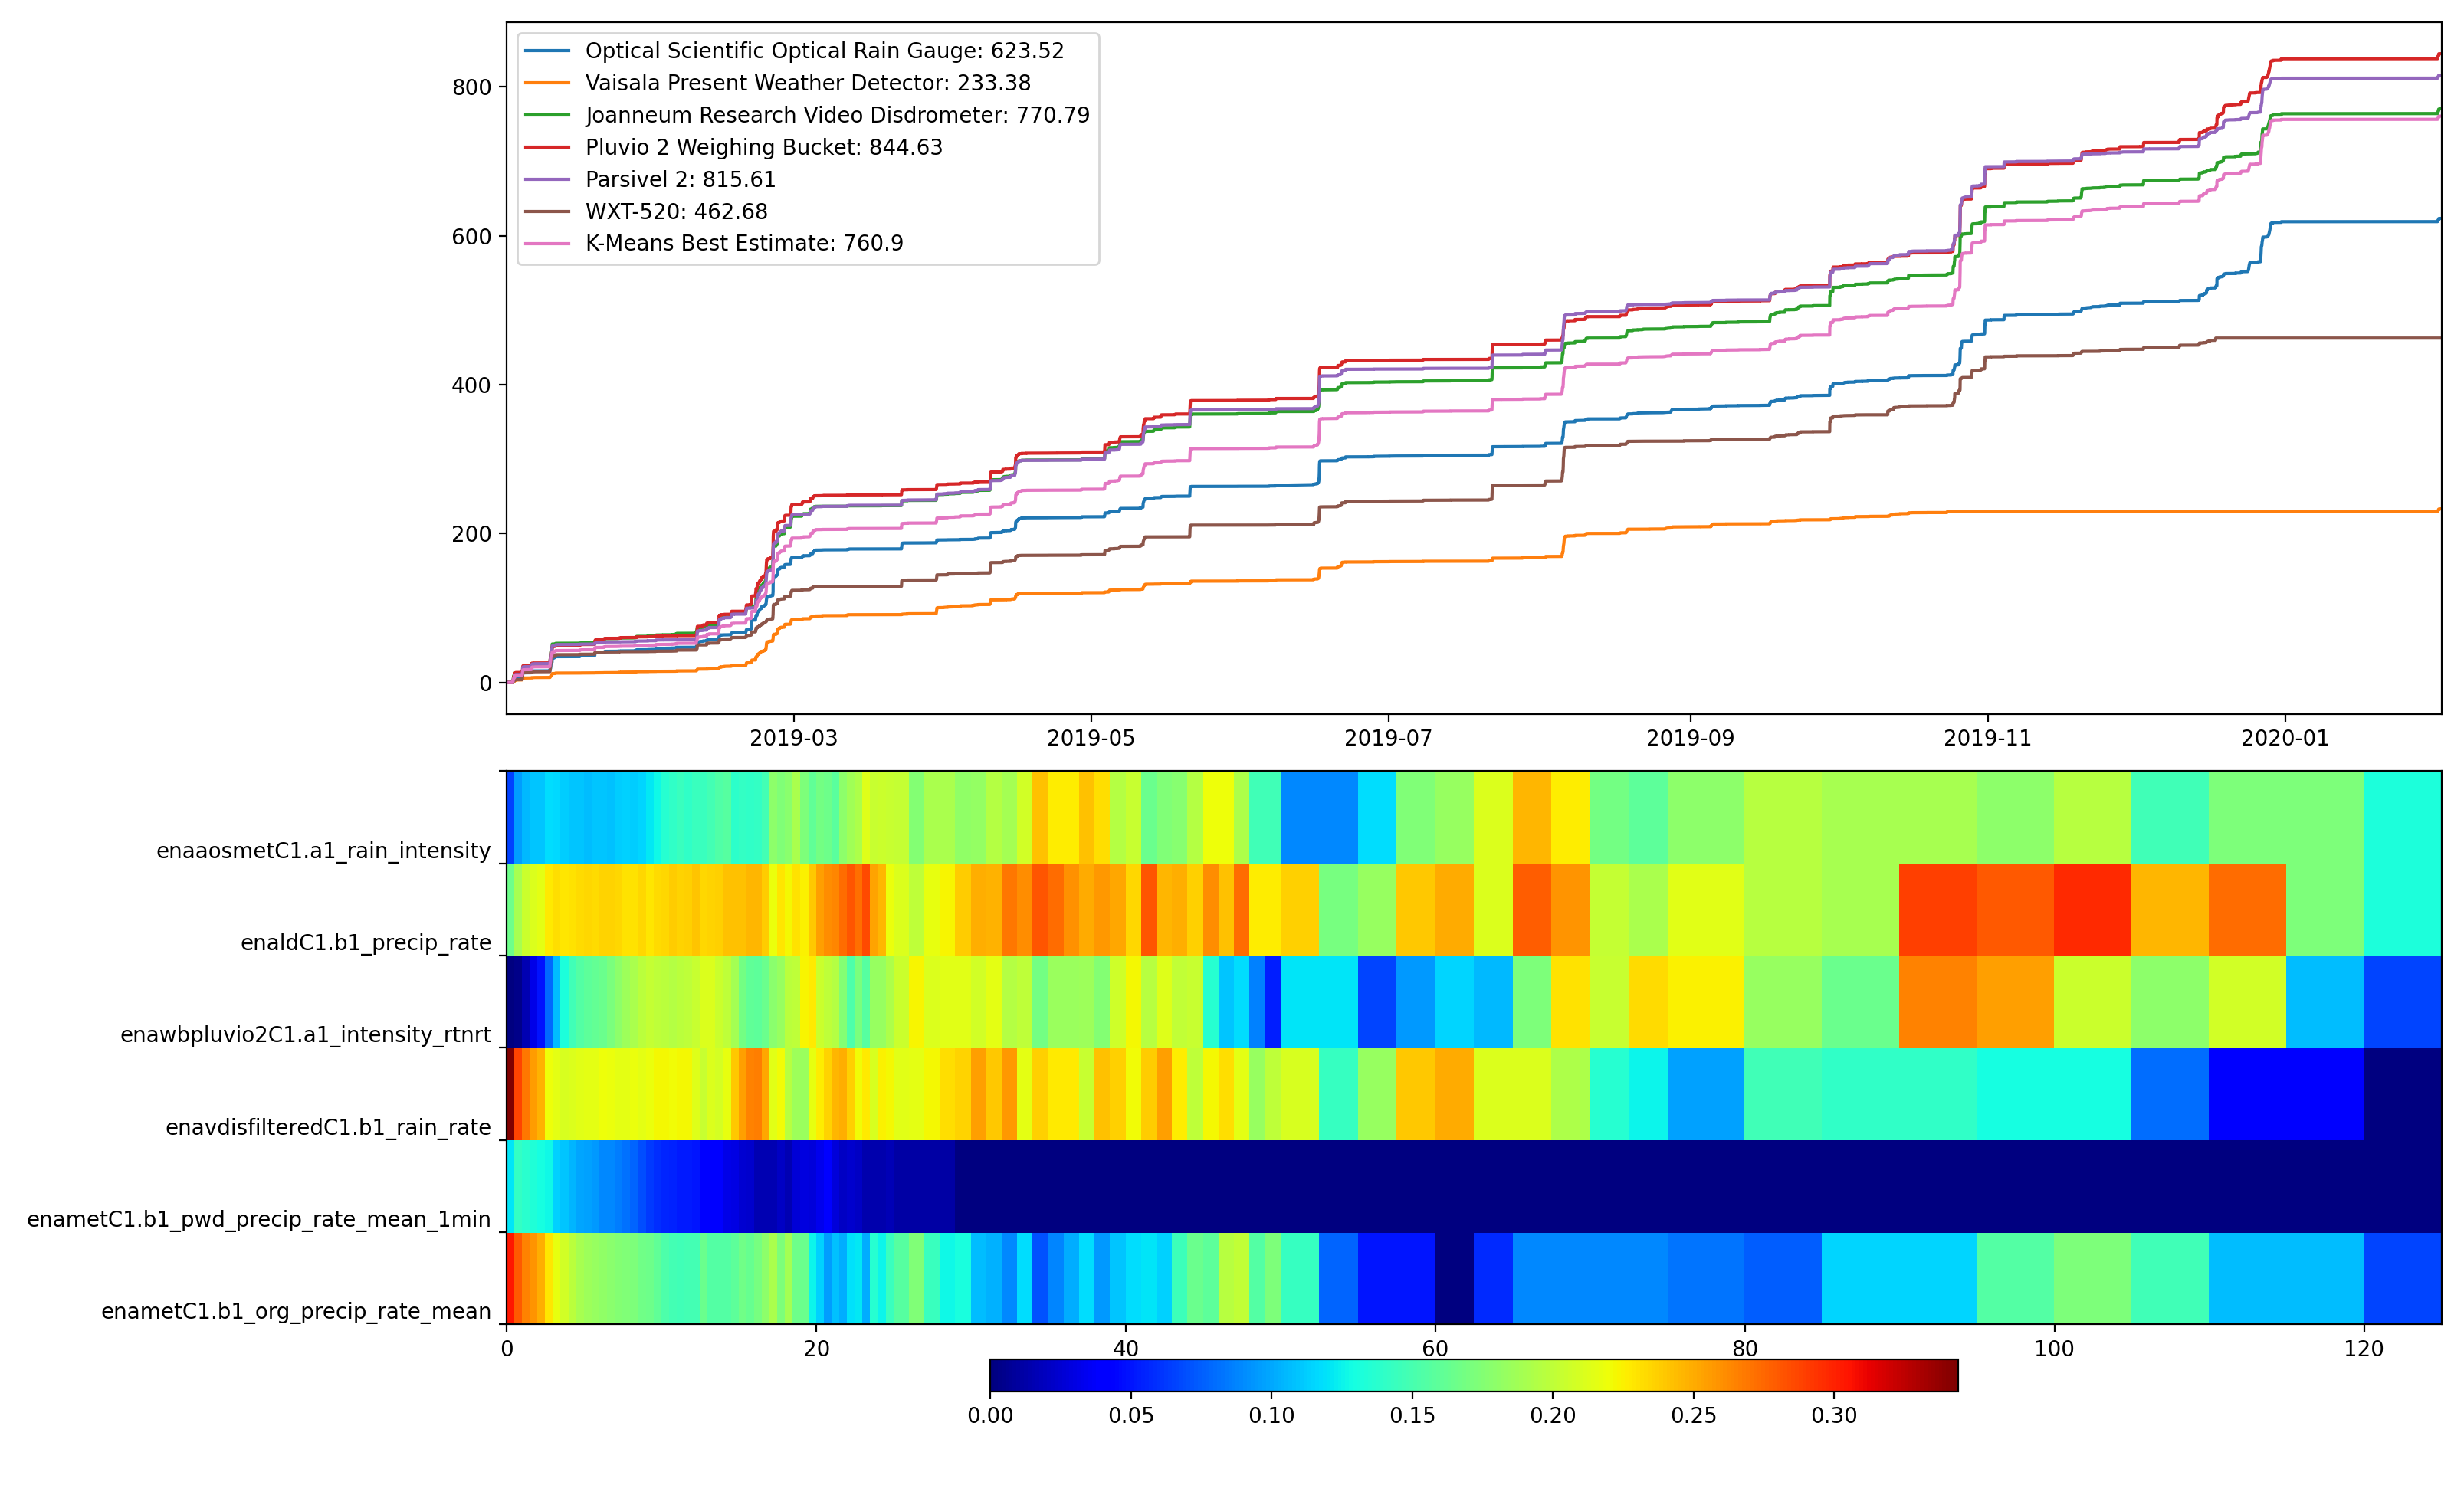 Optical Scientific Optical Rain Gauge: 623.52
Vaisala Present Weather Detector: 233.38
Joanneum Research Video Disdrometer: 770.79
Pluvio 2 Weighing Bucket: 844.63
Parsivel 2: 815.61
WXT-520: 462.68
K-Means Best Estimate: 760.9
800
600
400
200
0
2019-03 2019-05 2019-07 2019-09 2019-11 2020-01
enaaosmetC1.a1_rain_intensity
enaldC1.b1_precip_rate
enawbpluvio2C1.a1_intensity_rtnrt
enavdisfilteredC1.b1_rain_rate
enametC1.b1_pwd_precip_rate_mean_1min
enametC1.b1_org_precip_rate_mean
0 20 40 60 80 100 120
0.00 0.05 0.10 0.15 0.20 0.25 0.30